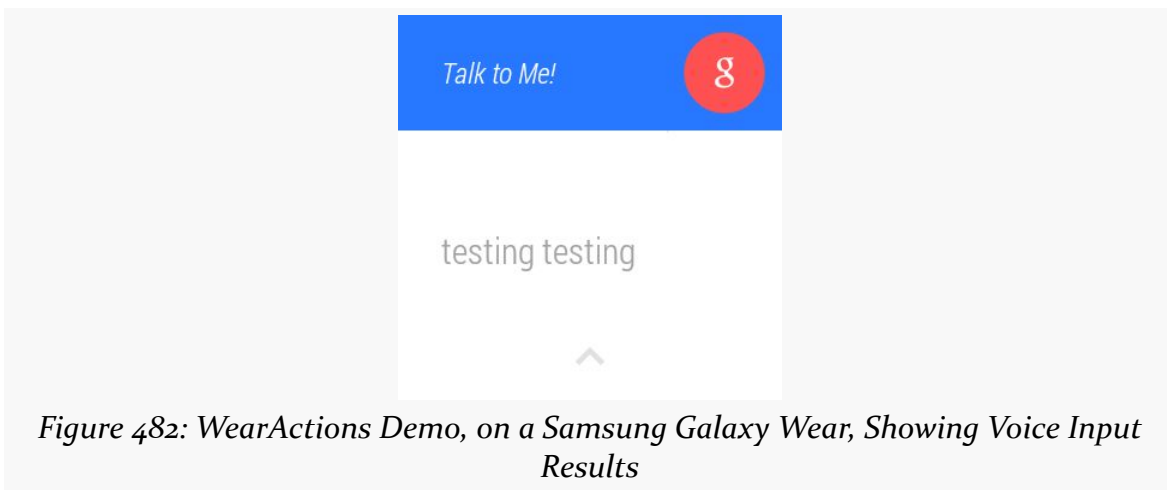 Talk to Me!
g
testing testing
Figure 482: WearActions Demo, on a Samsung Galaxy Wear, Showing Voice Input
Results